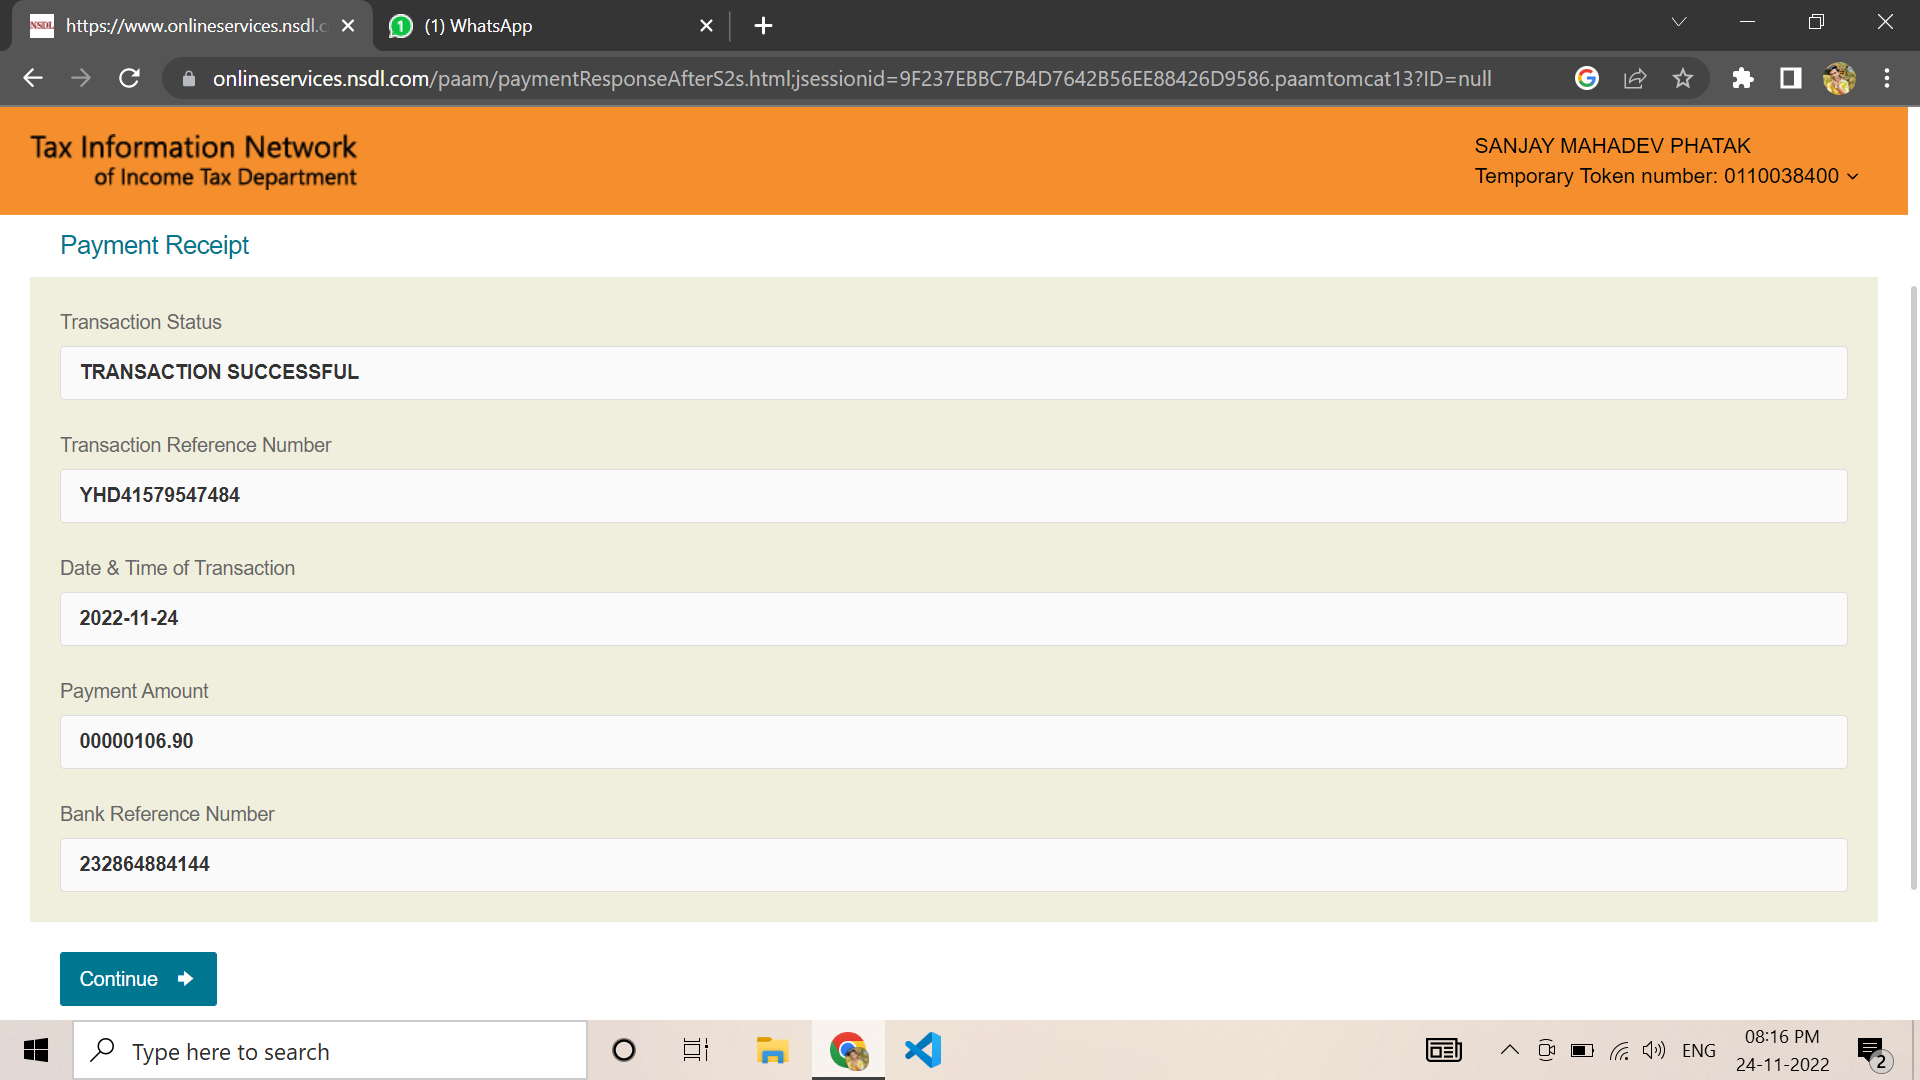 https://www.onlineservices.nsdl.c
(1) WhatsApp
onlineservices.nsdl.com/paam/paymentResponseAfterS2s.html;jsessionid=9F237EBBC7B4D7642B56EE88426D9586.paamtomcat13?ID=null
Tax Information Network
of Income Tax Department
SANJAY MAHADEV PHATAK
Temporary Token number: 0110038400
Payment Receipt
Transaction Status
TRANSACTION SUCCESSFUL
Transaction Reference Number
YHD41579547484
Date & Time of Transaction
2022-11-24
Payment Amount
00000106.90
Bank Reference Number
232864884144
Continue
Type here to search
ENG
08:16 PM
24-11-2022
2